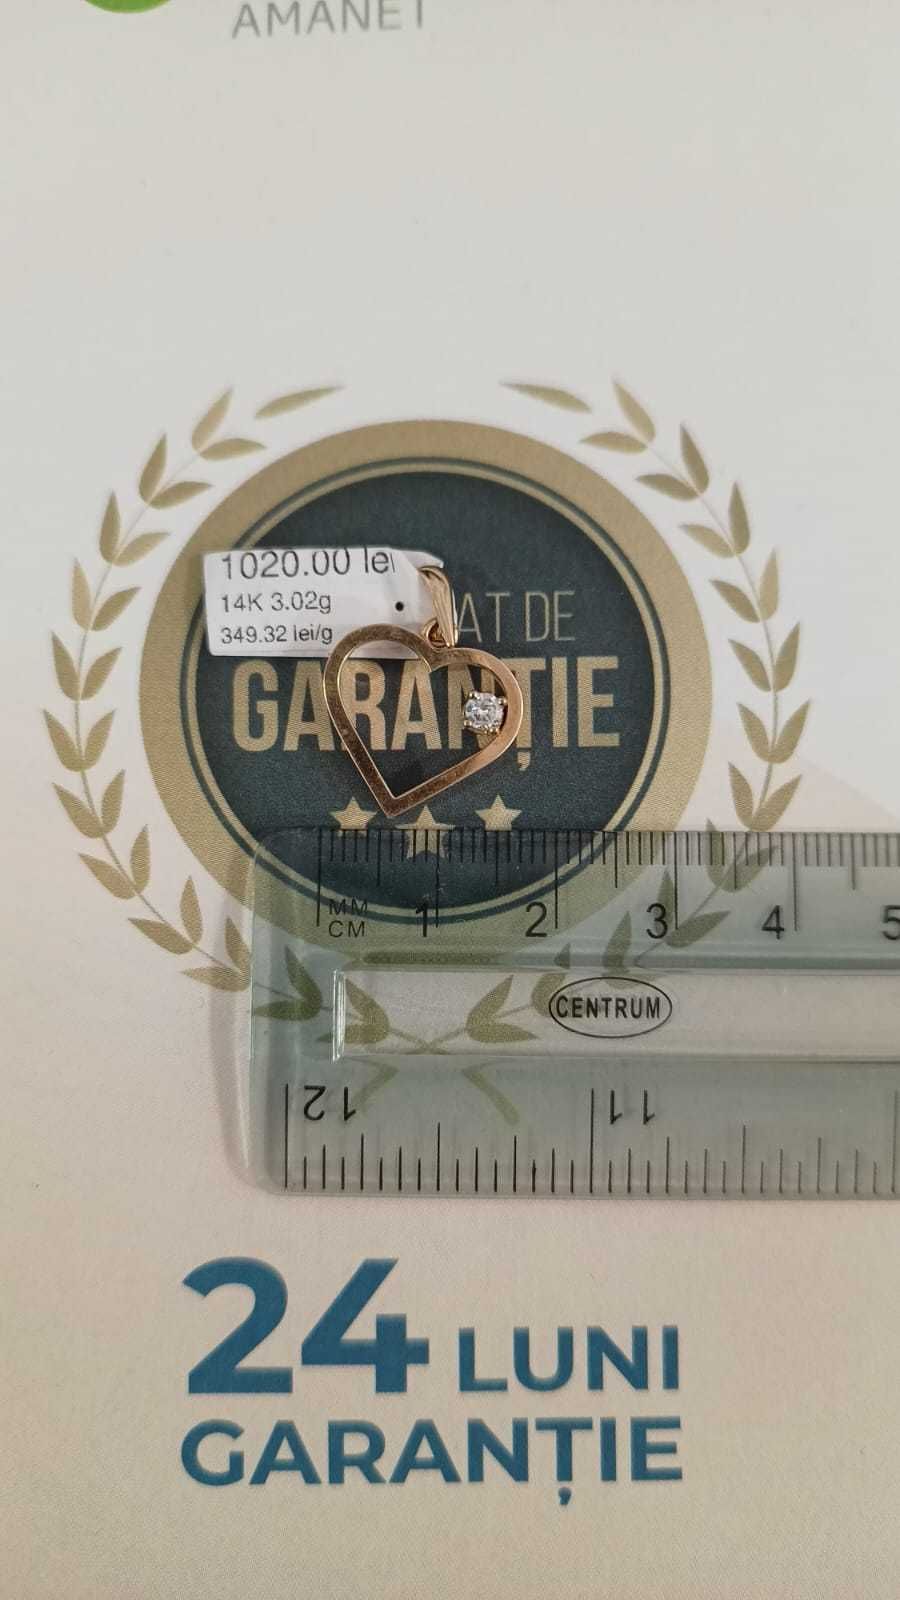 AMANET
1020.00 lei
14K 3.02g
349.32 lei/g
AT DE
GARANȚIE
MM
CM
1 2 3 4 5
CENTRUM
12 11
24 LUNI
GARANȚIE